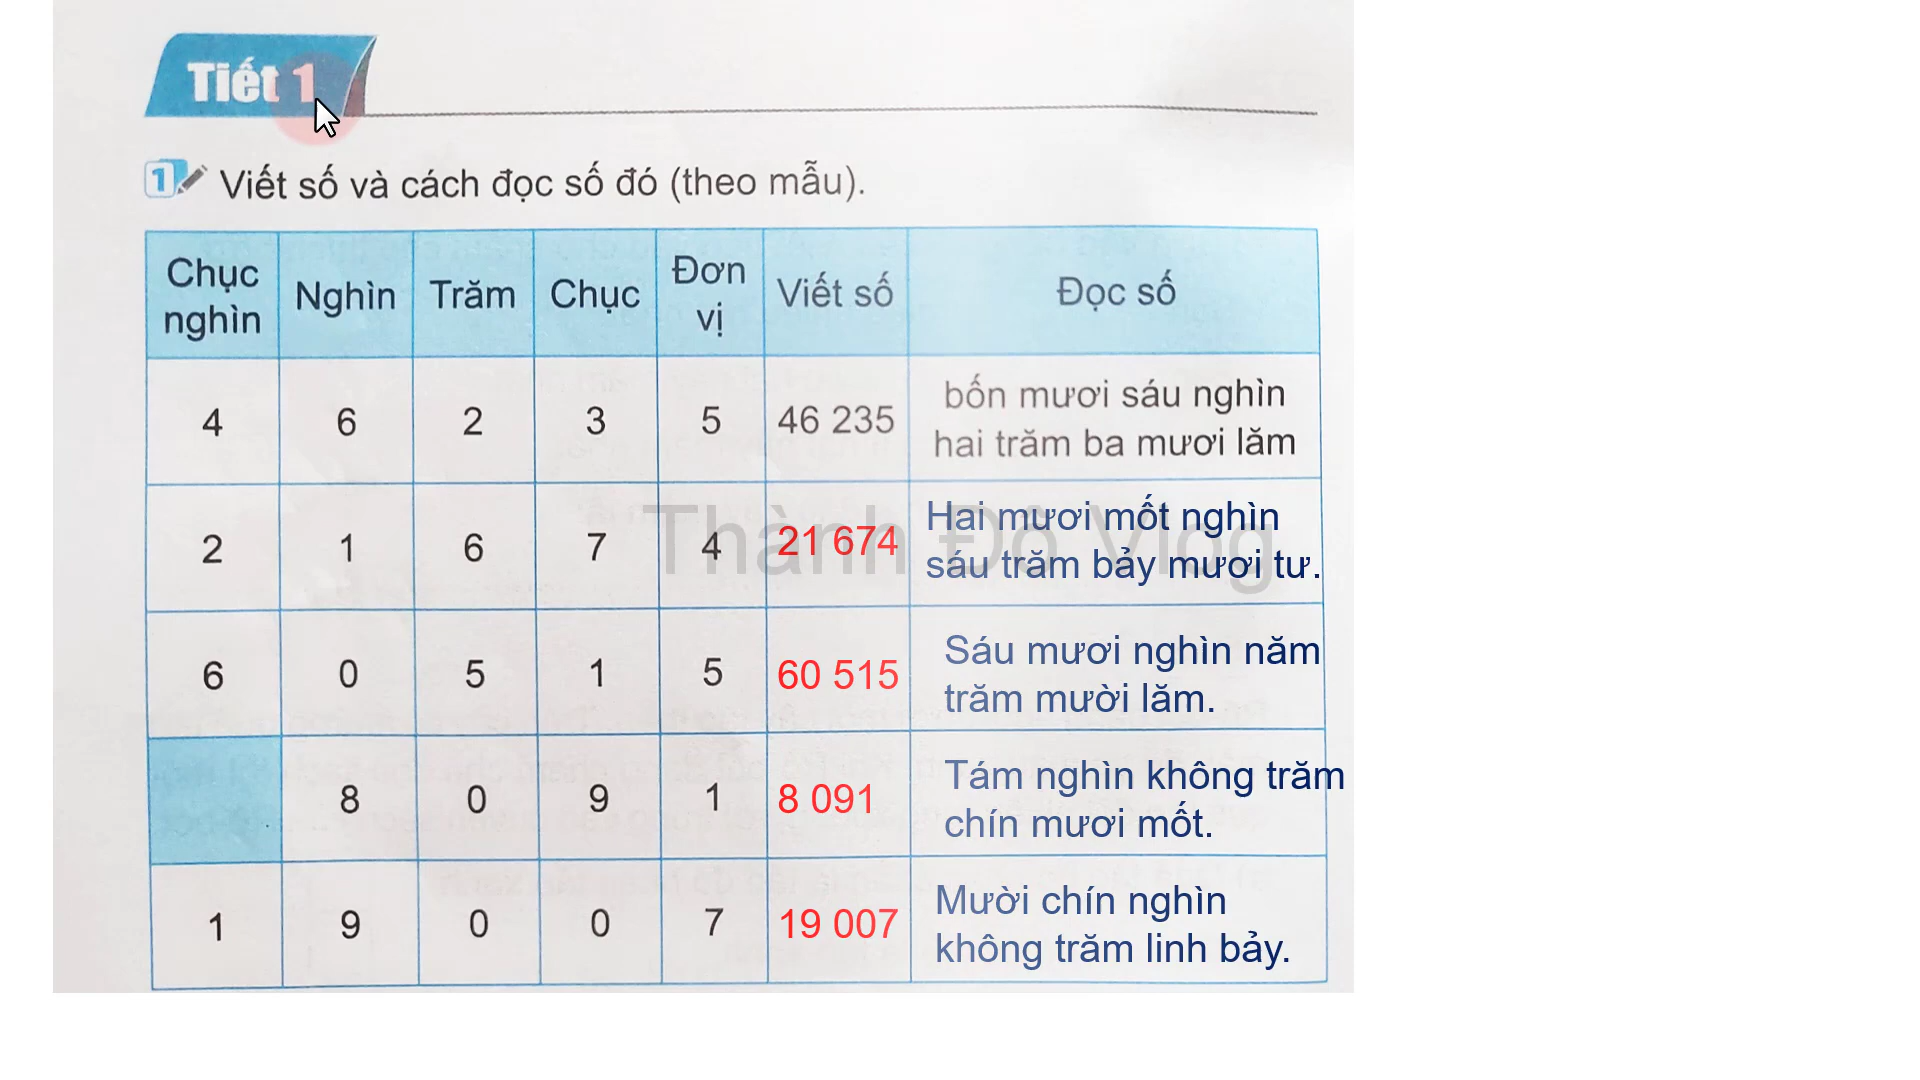 Tiết 1
1 Viết số và cách đọc số đó (theo mẫu).
Chục nghìn Nghìn Trăm Chục Đơn vị Viết số Đọc số
4 6 2 3 5 46 235 bốn mươi sáu nghìn
hai trăm ba mươi lăm
2 1 6 7 4 21 674 Hai mươi mốt nghìn
sáu trăm bảy mươi tư.
Thành Đô Vlog
6 0 5 1 5 60 515 Sáu mươi nghìn năm
trăm mười lăm.
8 0 9 1 8 091 Tám nghìn không trăm
chín mươi mốt.
1 9 0 0 7 19 007 Mười chín nghìn
không trăm linh bảy.